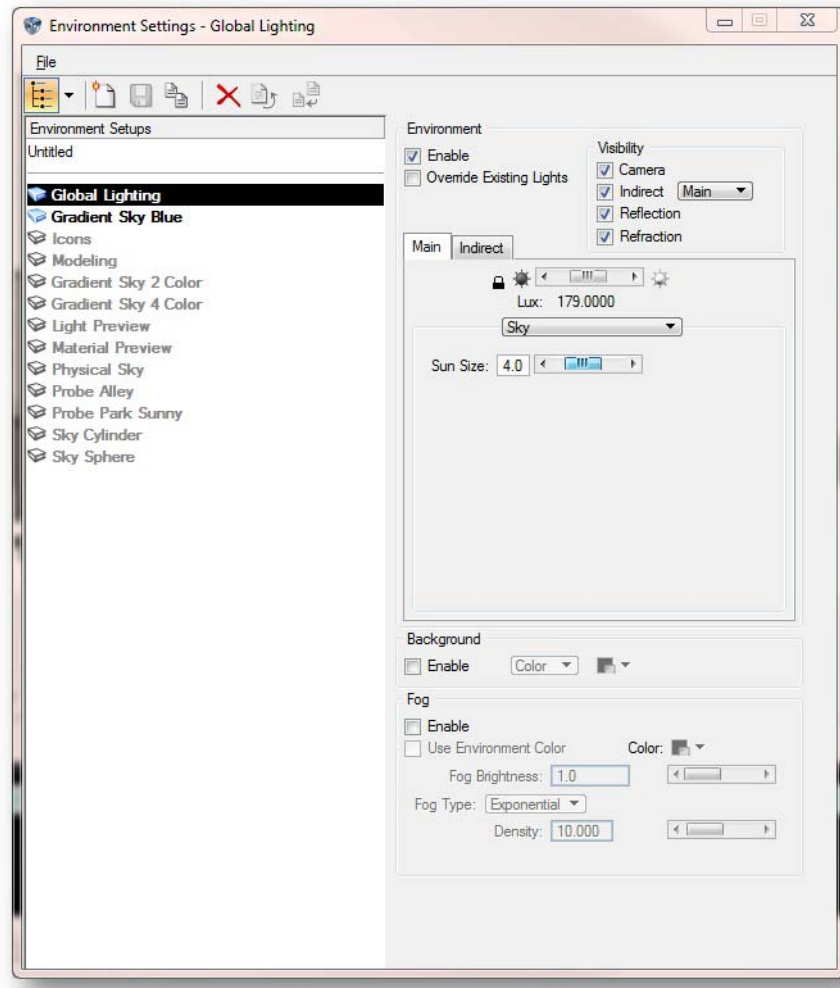 Environment Settings - Global Lighting
File
Environment Setups
Untitled
Global Lighting
Gradient Sky Blue
Icons
Modeling
Gradient Sky 2 Color
Gradient Sky 4 Color
Light Preview
Material Preview
Physical Sky
Probe Alley
Probe Park Sunny
Sky Cylinder
Sky Sphere
Environment
Enable
Override Existing Lights
Visibility
Camera
Indirect Main
Reflection
Refraction
Main Indirect
Lux: 179.0000
Sky
Sun Size: 4.0
Background
Enable Color
Fog
Enable
Use Environment Color Color:
Fog Brightness: 1.0
Fog Type: Exponential
Density: 10.000